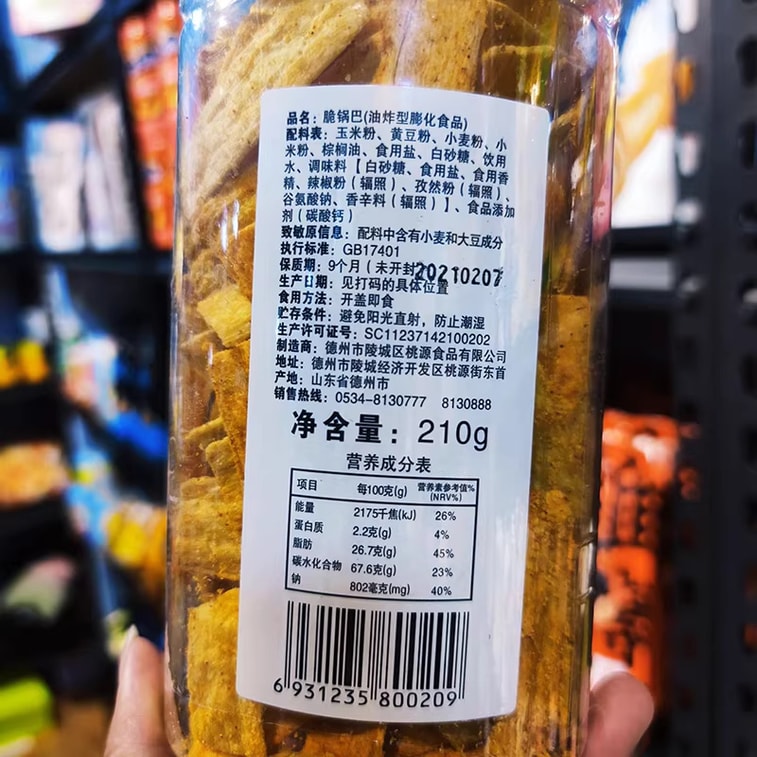 品名：脆锅巴(油炸型膨化食品)
配料表：玉米粉、黄豆粉、小麦粉、小
米粉、棕榈油、食用盐、白砂糖、饮用
水、调味料【白砂糖、食用盐、食用香
精、辣椒粉（辐照）、孜然粉（辐照）、
谷氨酸钠、香辛料（辐照）】、食品添加
剂（碳酸钙）
致敏原信息：配料中含有小麦和大豆成分
执行标准：GB17401
保质期：9个月（未开封
20210207
生产日期：见打码的具体位置
食用方法：开盖即食
贮存条件：避免阳光直射，防止潮湿
生产许可证号：SC11237142100202
制造商：德州市陵城区桃源食品有限公司
地址：德州市陵城经济开发区桃源街东首
产地：山东省德州市
销售热线：0534-8130777 8130888
净含量：210g
营养成分表
项目 每100克(g) 营养素参考值%
(NRV%)
能量 2175千焦(kJ) 26%
蛋白质 2.2克(g) 4%
脂肪 26.7克(g) 45%
碳水化合物 67.6克(g) 23%
钠 802毫克(mg) 40%
6 931235 800209